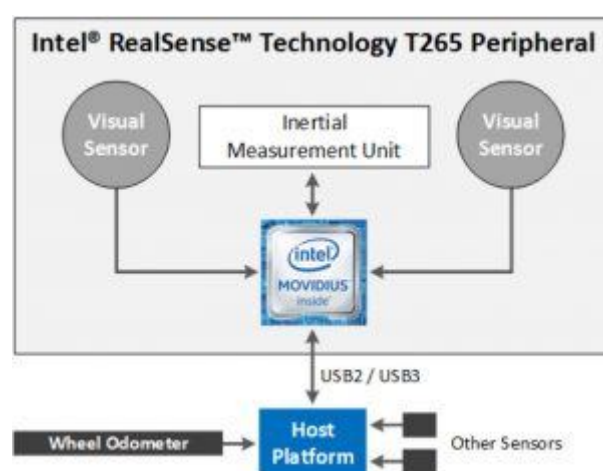 Intel® RealSense™ Technology T265 Peripheral
Visual
Sensor
Inertial
Measurement Unit
Visual
Sensor
intel
MOVIDIUS
inside™
USB2 / USB3
Wheel Odometer
Host
Platform
Other Sensors